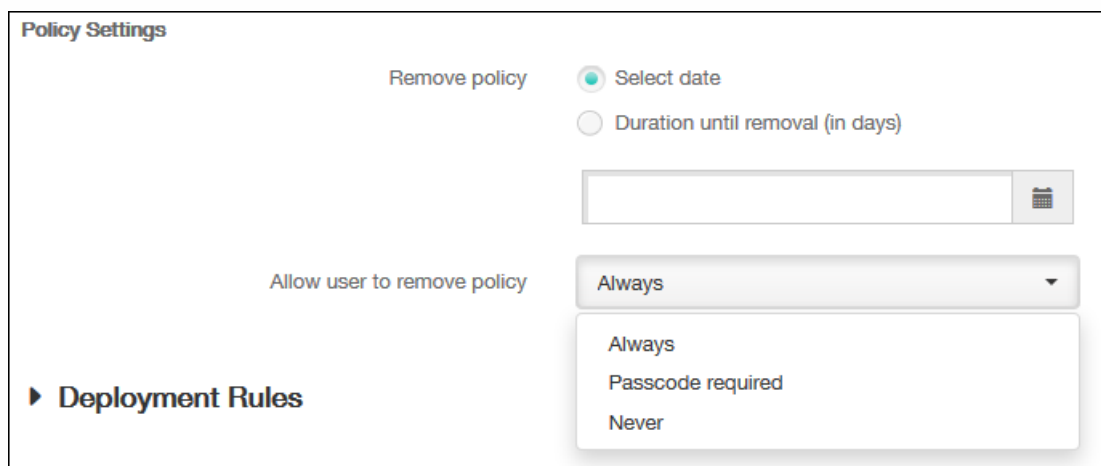 Policy Settings
Remove policy
Select date
Duration until removal (in days)
Allow user to remove policy
Always
Always
Passcode required
Never
Deployment Rules